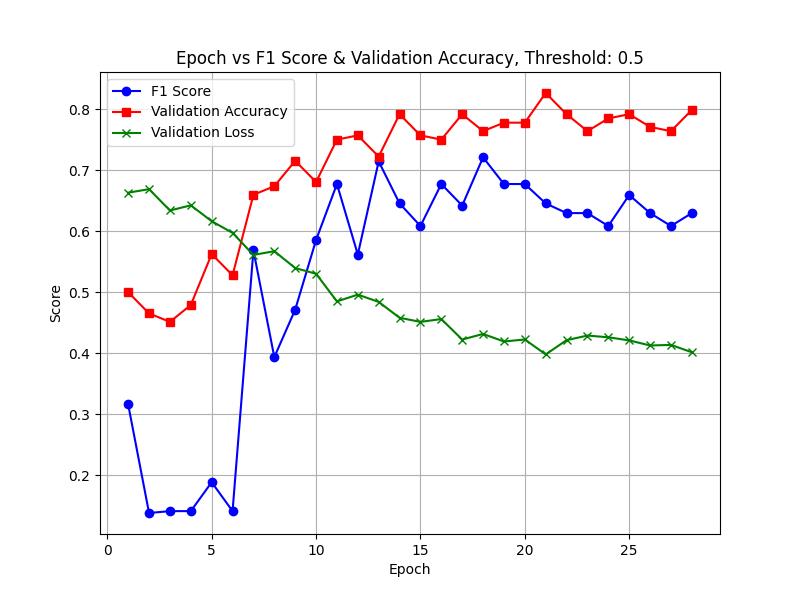 Epoch vs F1 Score & Validation Accuracy, Threshold: 0.5
F1 Score
Validation Accuracy
Validation Loss
0.8
0.7
0.6
0.5
0.4
0.3
0.2
Score
0 5 10 15 20 25
Epoch